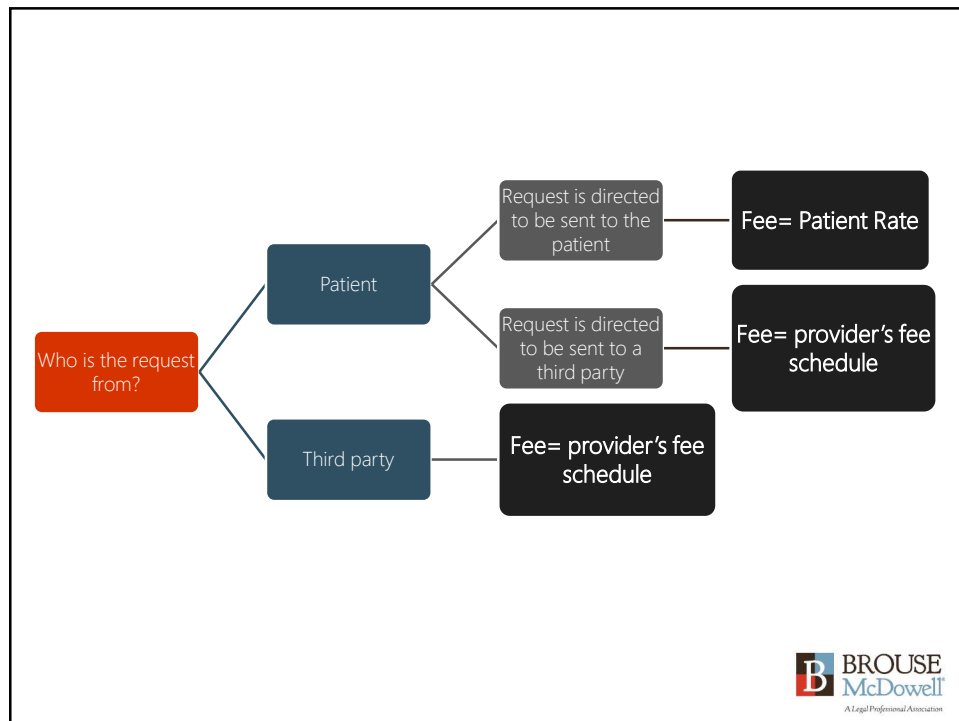 Who is the request
from?
Patient
Third party
Request is directed
to be sent to the
patient
Fee= Patient Rate
Request is directed
to be sent to a
third party
Fee= provider’s fee
schedule
Fee= provider’s fee
schedule
B
BROUSE
McDowell®
A Legal Professional Association